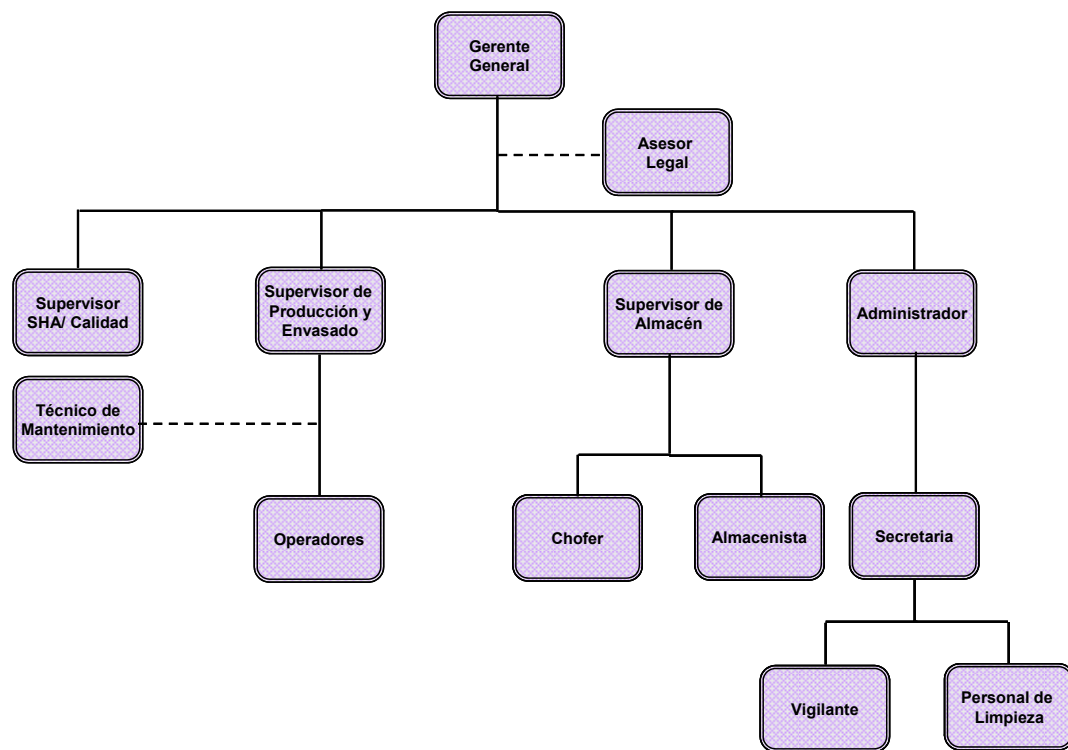 Gerente
General
Asesor
Legal
Supervisor
SHA/ Calidad
Supervisor de
Producción y
Envasado
Supervisor de
Almacén
Administrador
Técnico de
Mantenimiento
Operadores
Chofer
Almacenista
Secretaria
Vigilante
Personal de
Limpieza